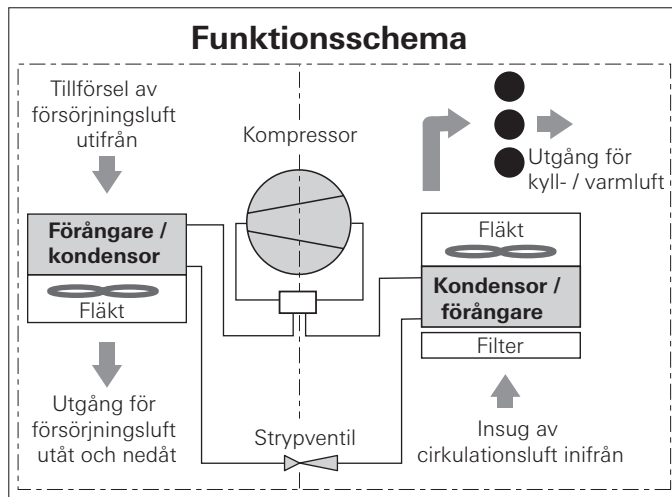 Funktionsschema
Tillförsel av
försörjningsluft
utifrån
Kompressor
Utgång för
kyll- / varmluft
Förångare /
kondensor
Fläkt
Fläkt
Kondensor /
förångare
Filter
Utgång för
försörjningsluft
utåt och nedåt
Strypventil
Insug av
cirkulationsluft inifrån